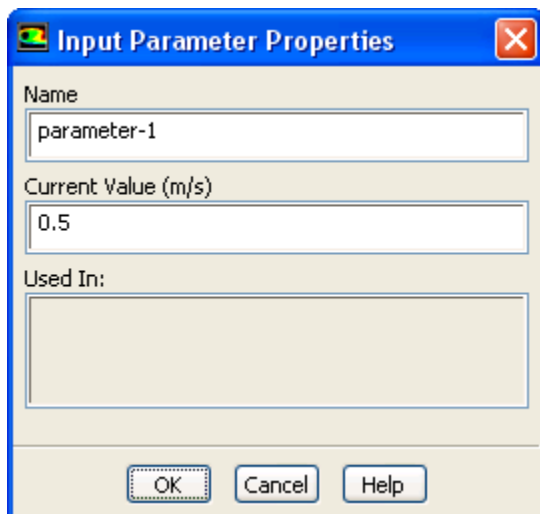 Input Parameter Properties
Name
parameter-1
Current Value (m/s)
0.5
Used In:
OK Cancel Help